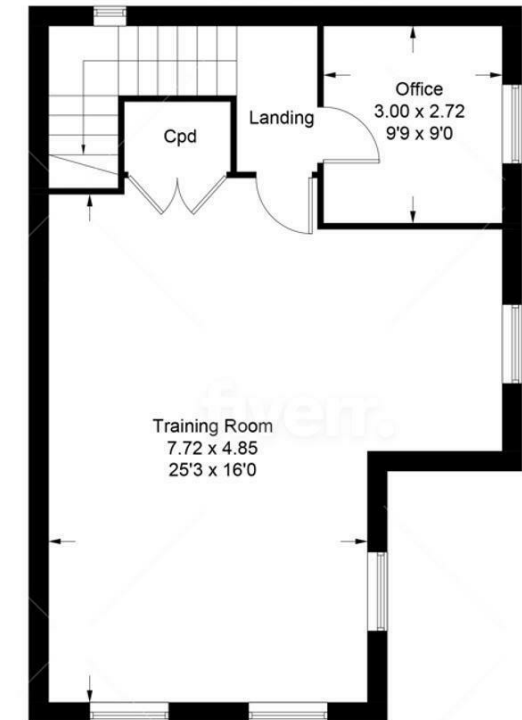 Office
3.00 x 2.72
9'9 x 9'0
Landing
Cpd
fiverr.
Training Room
7.72 x 4.85
25'3 x 16'0